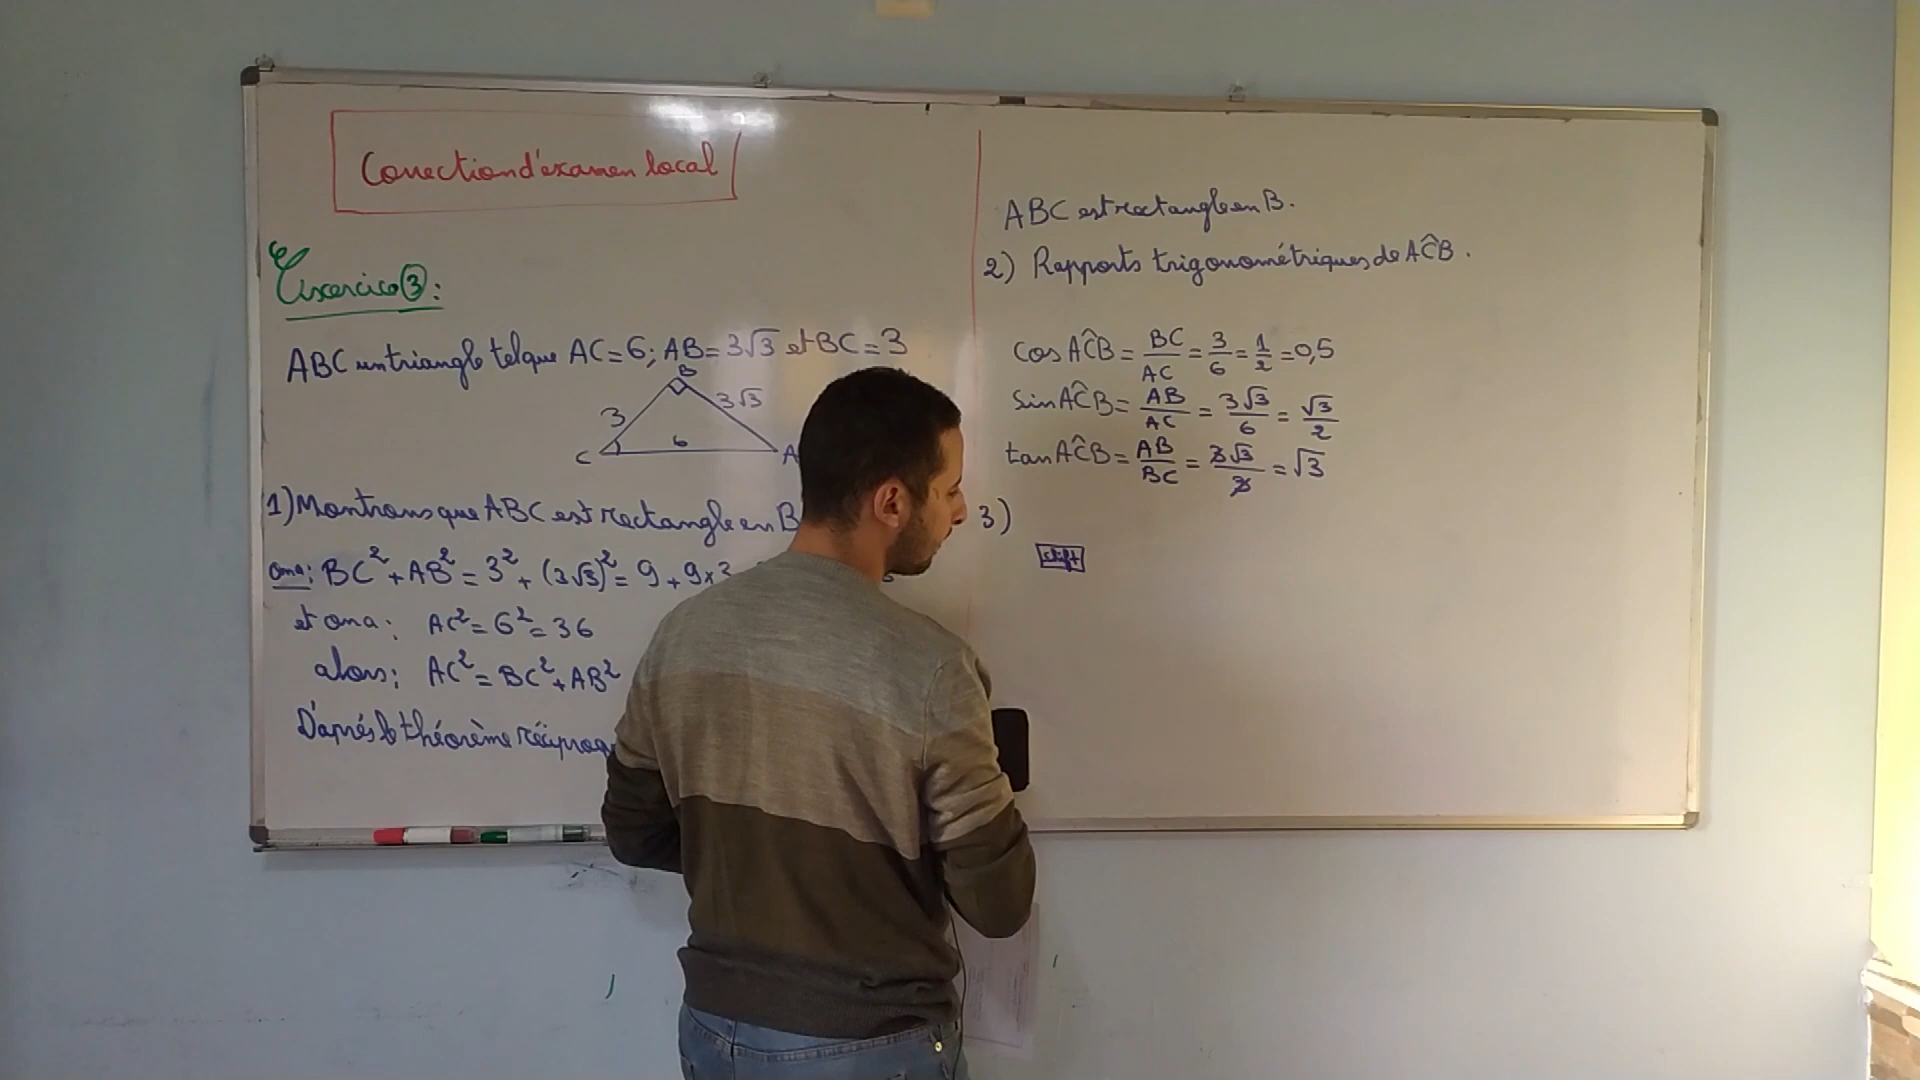 Correction d'examen local
Exercice 3 :
ABC un triangle tel que AC = 6 ; AB = 3√3 et BC = 3
B
3
3√3
6
C
A
1) Montrons que ABC est rectangle en B
ona : BC² + AB² = 3² + (3√3)² = 9 + 9×3
et ona : AC² = 6² = 36
alors : AC² = BC² + AB²
D'aprés le théorème
ABC est rectangle en B.
2) Rapports trigonométriques de AĈB.
cos AĈB = BC/AC = 3/6 = 1/2 = 0,5
sin AĈB = AB/AC = 3√3/6 = √3/2
tan AĈB = AB/BC = 3√3/3 = √3
3)
shift